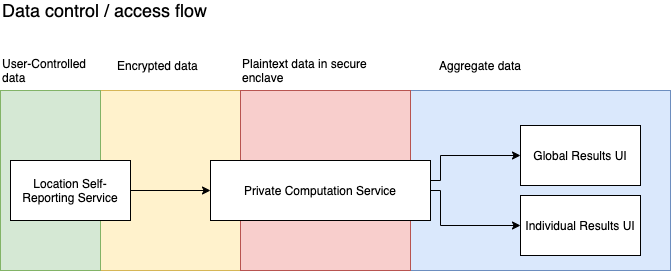 Data control / access flow
User-Controlled
data
Encrypted data
Plaintext data in secure
enclave
Aggregate data
Location Self-
Reporting Service
Private Computation Service
Global Results UI
Individual Results UI